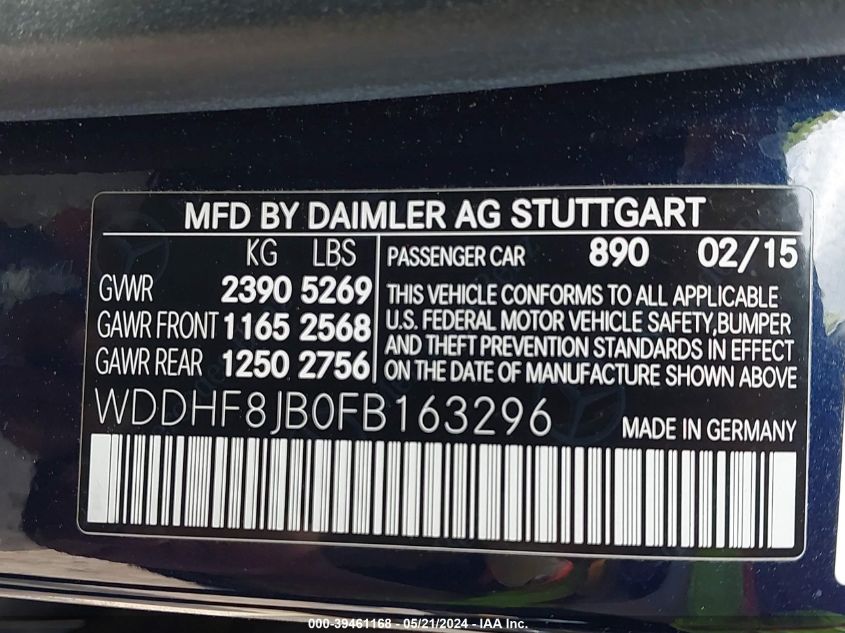 MFD BY DAIMLER AG STUTTGART
KG LBS
GVWR 2390 5269
GAWR FRONT 1165 2568
GAWR REAR 1250 2756
PASSENGER CAR 890 02/15
THIS VEHICLE CONFORMS TO ALL APPLICABLE
U.S. FEDERAL MOTOR VEHICLE SAFETY,BUMPER
AND THEFT PREVENTION STANDARDS IN EFFECT
ON THE DATE OF MANUFACTURE SHOWN ABOVE
WDDHF8JB0FB163296
MADE IN GERMANY
000-39461168 - 05/21/2024 - IAA Inc.